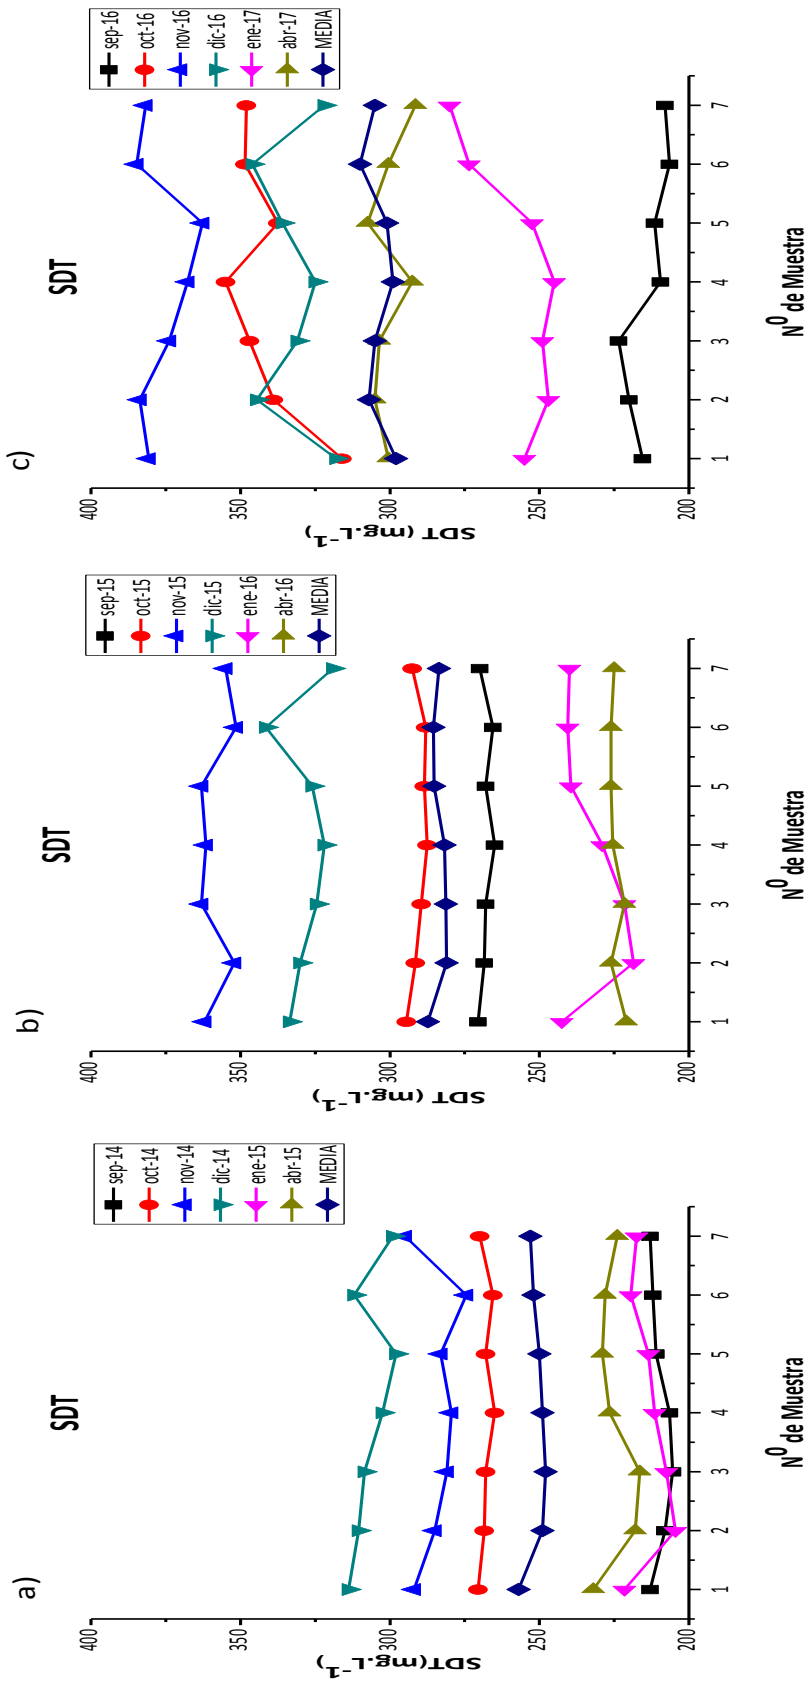 a)
SDT
sep-14
oct-14
nov-14
dic-14
ene-15
abr-15
MEDIA
SDT(mg.L⁻¹)
400
350
300
250
200
1 2 3 4 5 6 7
Nº de Muestra
b)
SDT
sep-15
oct-15
nov-15
dic-15
ene-16
abr-16
MEDIA
SDT (mg.L⁻¹)
400
350
300
250
200
1 2 3 4 5 6 7
Nº de Muestra
c)
SDT
sep-16
oct-16
nov-16
dic-16
ene-17
abr-17
MEDIA
SDT (mg.L⁻¹)
400
350
300
250
200
1 2 3 4 5 6 7
Nº de Muestra